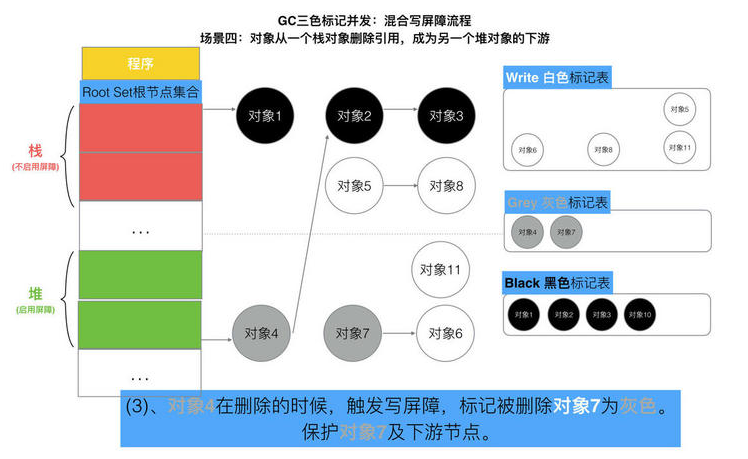 GC三色标记并发：混合写屏障流程
场景四：对象从一个栈对象删除引用，成为另一个堆对象的下游
程序
Root Set根节点集合
栈
(不启用屏障)
...
堆
(启用屏障)
...
对象1
对象2
对象3
对象5
对象8
对象11
对象4
对象7
对象6
Write 白色标记表
对象5
对象6
对象8
对象11
Grey 灰色标记表
对象4
对象7
Black 黑色标记表
对象1
对象2
对象3
对象10
(3)、对象4在删除的时候，触发写屏障，标记被删除对象7为灰色。
保护对象7及下游节点。